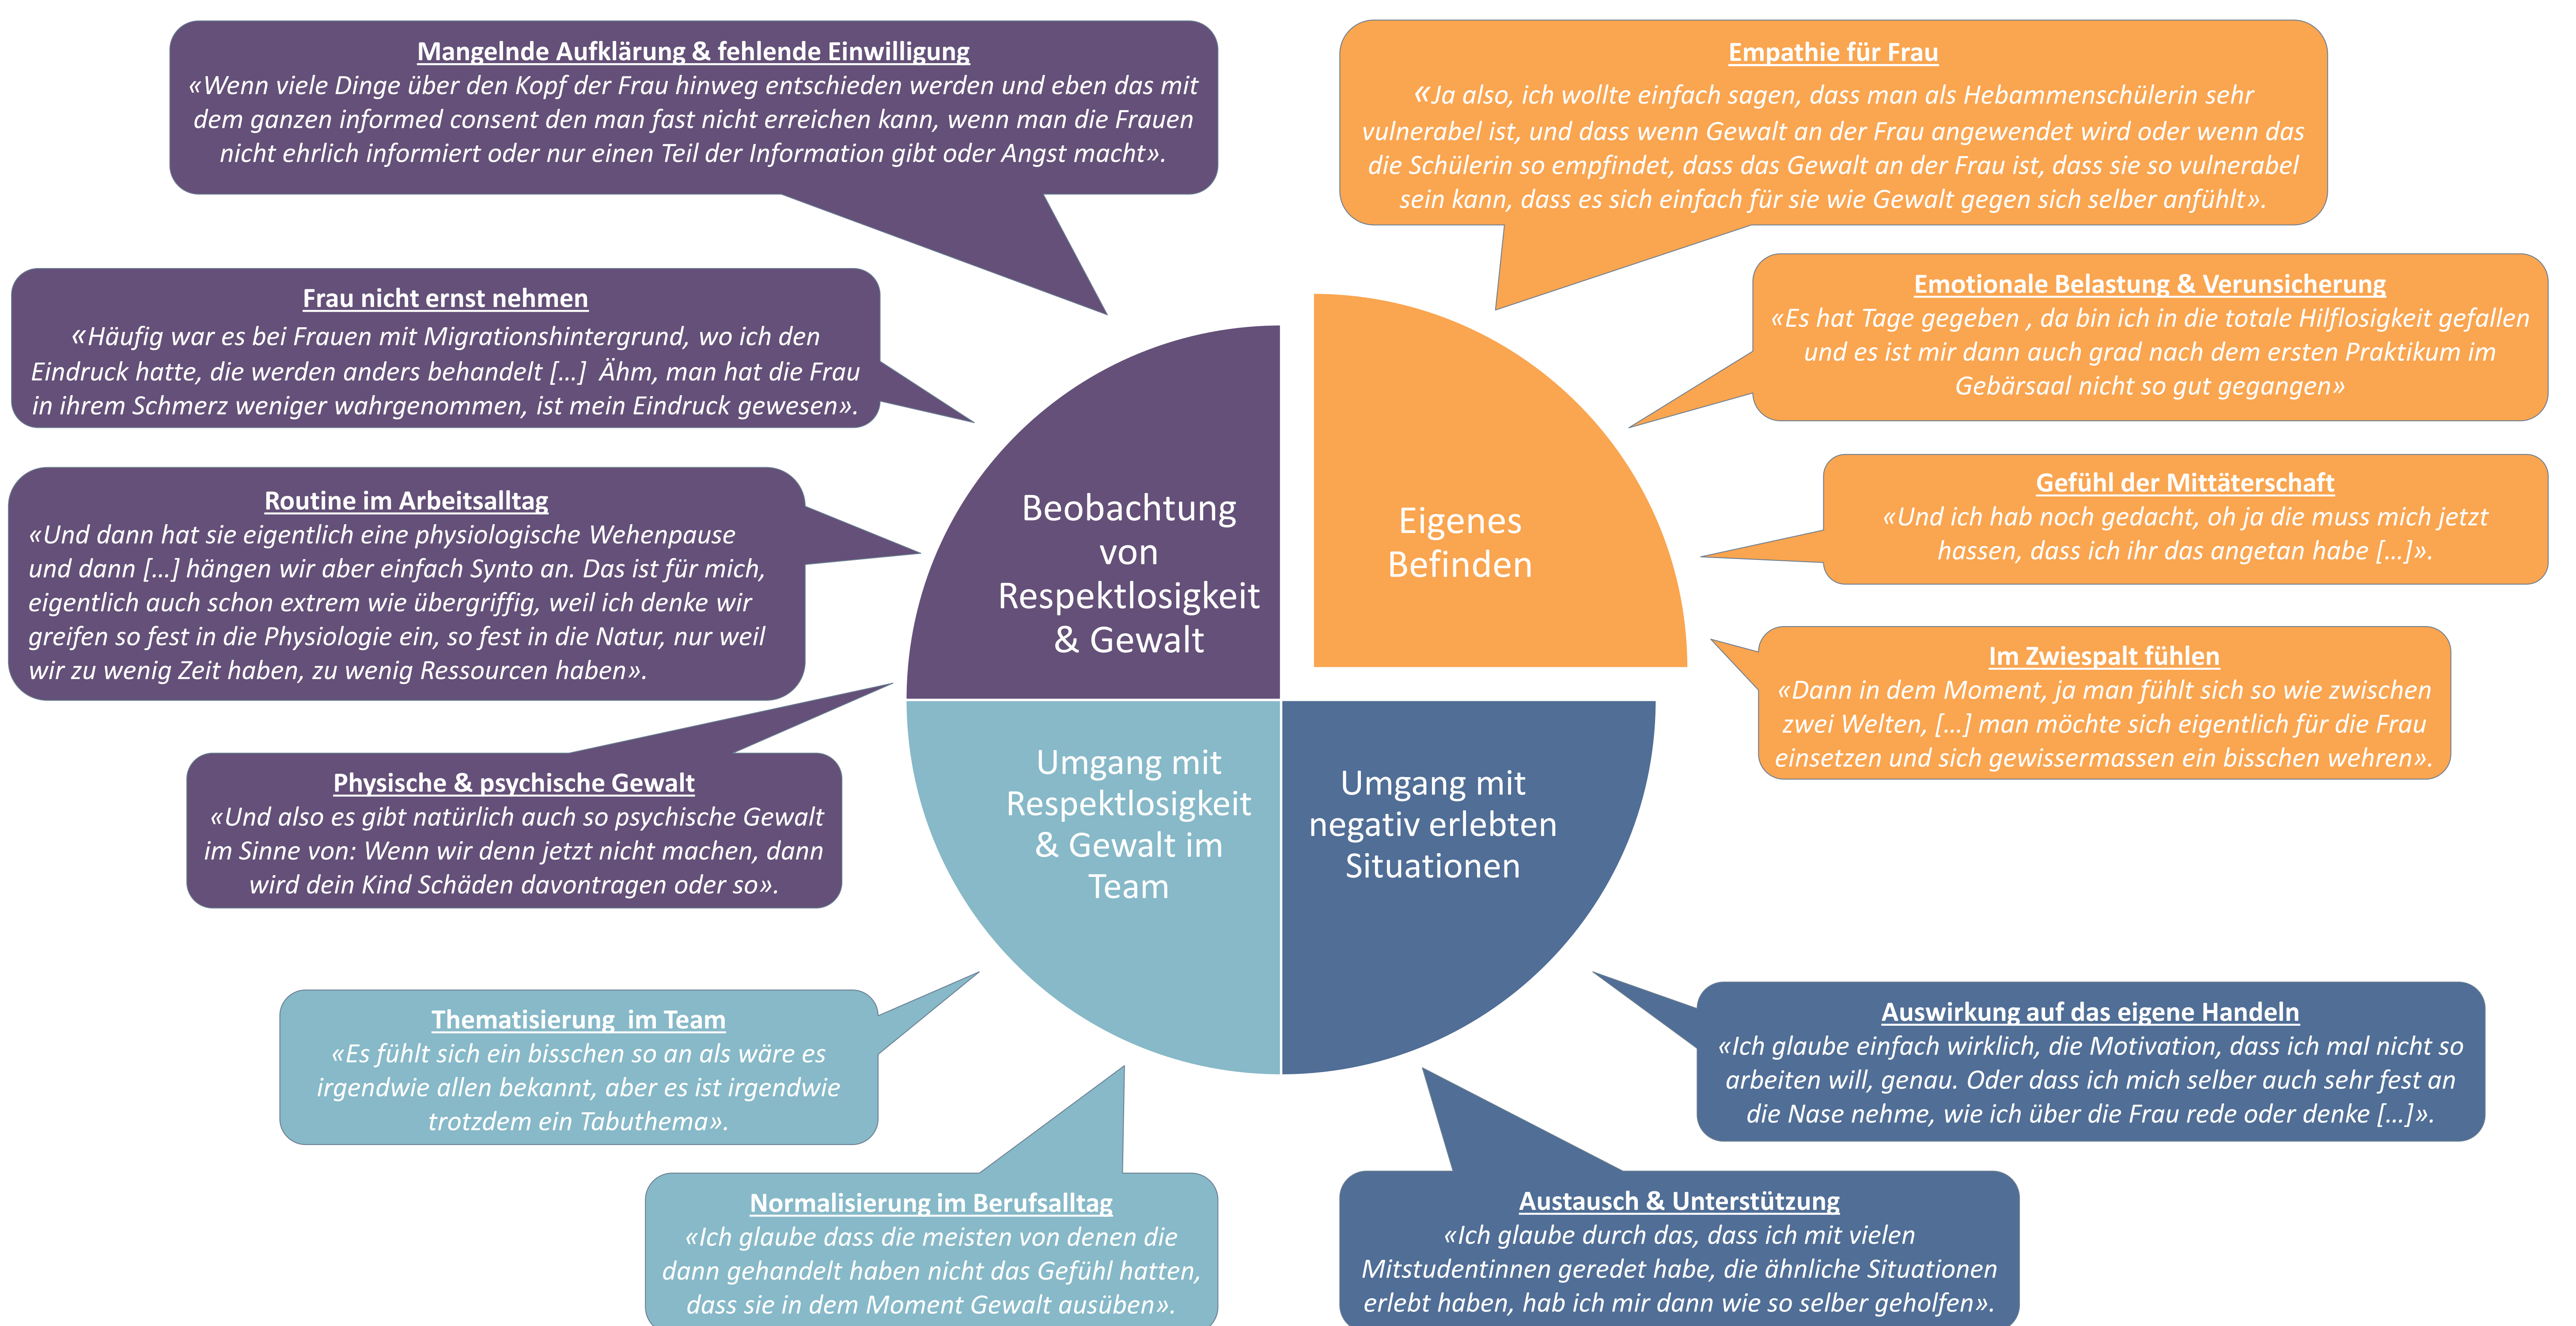 Mangelnde Aufklärung & fehlende Einwilligung
«Wenn viele Dinge über den Kopf der Frau hinweg entschieden werden und eben das mit
dem ganzen informed consent den man fast nicht erreichen kann, wenn man die Frauen
nicht ehrlich informiert oder nur einen Teil der Information gibt oder Angst macht».
Frau nicht ernst nehmen
«Häufig war es bei Frauen mit Migrationshintergrund, wo ich den
Eindruck hatte, die werden anders behandelt […] Ähm, man hat die Frau
in ihrem Schmerz weniger wahrgenommen, ist mein Eindruck gewesen».
Routine im Arbeitsalltag
«Und dann hat sie eigentlich eine physiologische Wehenpause
und dann […] hängen wir aber einfach Synto an. Das ist für mich,
eigentlich auch schon extrem wie übergriffig, weil ich denke wir
greifen so fest in die Physiologie ein, so fest in die Natur, nur weil
wir zu wenig Zeit haben, zu wenig Ressourcen haben».
Physische & psychische Gewalt
«Und also es gibt natürlich auch so psychische Gewalt
im Sinne von: Wenn wir denn jetzt nicht machen, dann
wird dein Kind Schäden davontragen oder so».
Beobachtung
von
Respektlosigkeit
& Gewalt
Eigenes
Befinden
Umgang mit
Respektlosigkeit
& Gewalt im
Team
Umgang mit
negativ erlebten
Situationen
Empathie für Frau
«Ja also, ich wollte einfach sagen, dass man als Hebammenschülerin sehr
vulnerabel ist, und dass wenn Gewalt an der Frau angewendet wird oder wenn das
die Schülerin so empfindet, dass das Gewalt an der Frau ist, dass sie so vulnerabel
sein kann, dass es sich einfach für sie wie Gewalt gegen sich selber anfühlt».
Emotionale Belastung & Verunsicherung
«Es hat Tage gegeben , da bin ich in die totale Hilflosigkeit gefallen
und es ist mir dann auch grad nach dem ersten Praktikum im
Gebärsaal nicht so gut gegangen»
Gefühl der Mittäterschaft
«Und ich hab noch gedacht, oh ja die muss mich jetzt
hassen, dass ich ihr das angetan habe […]».
Im Zwiespalt fühlen
«Dann in dem Moment, ja man fühlt sich so wie zwischen
zwei Welten, […] man möchte sich eigentlich für die Frau
einsetzen und sich gewissermassen ein bisschen wehren».
Thematisierung  im Team
«Es fühlt sich ein bisschen so an als wäre es
irgendwie allen bekannt, aber es ist irgendwie
trotzdem ein Tabuthema».
Normalisierung im Berufsalltag
«Ich glaube dass die meisten von denen die
dann gehandelt haben nicht das Gefühl hatten,
dass sie in dem Moment Gewalt ausüben».
Auswirkung auf das eigene Handeln
«Ich glaube einfach wirklich, die Motivation, dass ich mal nicht so
arbeiten will, genau. Oder dass ich mich selber auch sehr fest an
die Nase nehme, wie ich über die Frau rede oder denke […]».
Austausch & Unterstützung
«Ich glaube durch das, dass ich mit vielen
Mitstudentinnen geredet habe, die ähnliche Situationen
erlebt haben, hab ich mir dann wie so selber geholfen».